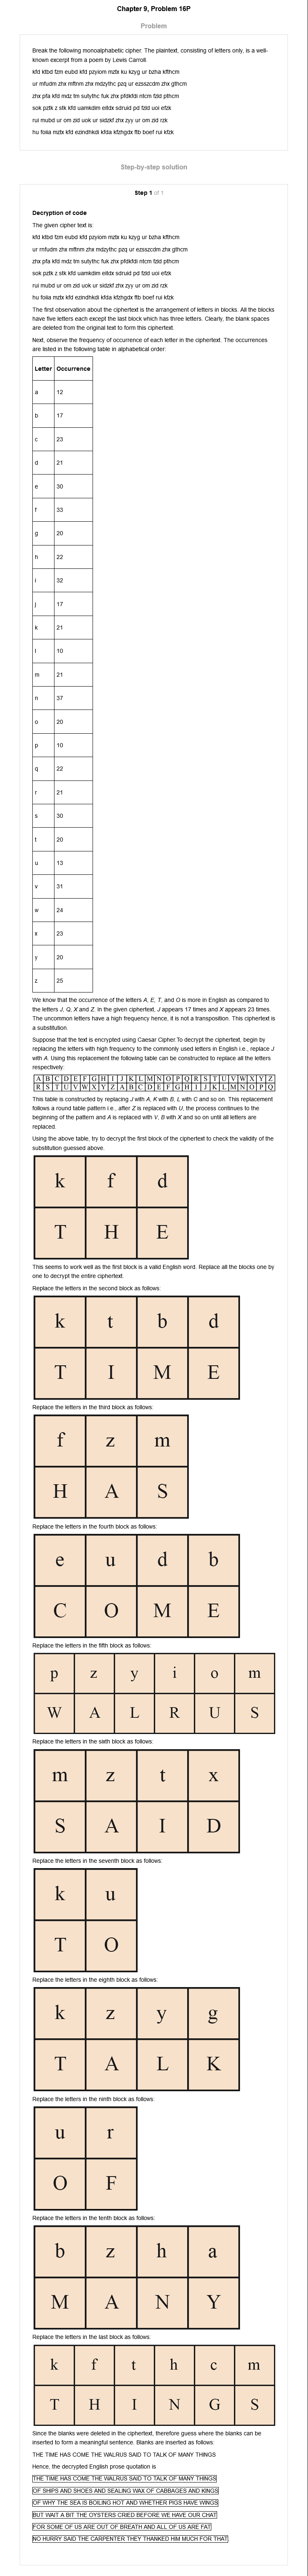 Chapter 9, Problem 16P
Problem
Break the following monoalphabetic cipher. The plaintext, consisting of letters only, is a well-
known excerpt from a poem by Lewis Carroll.
kfd ktbd fzm eubd kfd pzyiom mztx ku kzyg ur bzha kfthcm
ur mfudm zhx mftnm zhx mdzythc pzq ur ezsszcdm zhx gthcm
zhx pfa kfd mdz tm sulythc fuk zhx pfdkfdi ntcm fzld pthcm
sok pztk z stk kfd uamkdim eitdx sdruid pd fzld uoi efzk
rui mubd ur om zid uok ur sidzkf zhx zyy ur om zid rzk
hu foiia mztx kfd ezindhkdi kfda kfzhgdx ftb boef rui kfzk
Step-by-step solution
Step 1 of 1
Decryption of code
The given cipher text is:
kfd ktbd fzm eubd kfd pzyiom mztx ku kzyg ur bzha kfthcm
ur mfudm zhx mftnm zhx mdzythc pzq ur ezsszcdm zhx gthcm
zhx pfa kfd mdz tm sulythc fuk zhx pfdkfdi ntcm fzld pthcm
sok pztk z stk kfd uamkdim eitdx sdruid pd fzld uoi efzk
rui mubd ur om zid uok ur sidzkf zhx zyy ur om zid rzk
hu foiia mztx kfd ezindhkdi kfda kfzhgdx ftb boef rui kfzk
The first observation about the ciphertext is the arrangement of letters in blocks. All the blocks
have five letters each except the last block which has three letters. Clearly, the blank spaces
are deleted from the original text to form this ciphertext.
Next, observe the frequency of occurrence of each letter in the ciphertext. The occurrences
are listed in the following table in alphabetical order:
Letter Occurrence
a 12
b 17
c 23
d 21
e 30
f 33
g 20
h 22
i 32
j 17
k 21
l 10
m 21
n 37
o 20
p 10
q 22
r 21
s 30
t 20
u 13
v 31
w 24
x 23
y 20
z 25
We know that the occurrence of the letters A, E, T, and O is more in English as compared to
the letters J, Q, X and Z. In the given ciphertext, J appears 17 times and X appears 23 times.
The uncommon letters have a high frequency hence, it is not a transposition. This ciphertext is
a substitution.
Suppose that the text is encrypted using Caesar Cipher.To decrypt the ciphertext, begin by
replacing the letters with high frequency to the commonly used letters in English i.e., replace J
with A. Using this replacement the following table can be constructed to replace all the letters
respectively:
A B C D E F G H I J K L M N O P Q R S T U V W X Y Z
R S T U V W X Y Z A B C D E F G H I J K L M N O P Q
This table is constructed by replacing J with A, K with B, L with C and so on. This replacement
follows a round table pattern i.e., after Z is replaced with U, the process continues to the
beginning of the pattern and A is replaced with V, B with X and so on until all letters are
replaced.
Using the above table, try to decrypt the first block of the ciphertext to check the validity of the
substitution guessed above.
k f d
T H E
This seems to work well as the first block is a valid English word. Replace all the blocks one by
one to decrypt the entire ciphertext.
Replace the letters in the second block as follows:
k t b d
T I M E
Replace the letters in the third block as follows:
f z m
H A S
Replace the letters in the fourth block as follows:
e u d b
C O M E
Replace the letters in the fifth block as follows:
p z y i o m
W A L R U S
Replace the letters in the sixth block as follows:
m z t x
S A I D
Replace the letters in the seventh block as follows:
k u
T O
Replace the letters in the eighth block as follows:
k z y g
T A L K
Replace the letters in the ninth block as follows:
u r
O F
Replace the letters in the tenth block as follows:
b z h a
M A N Y
Replace the letters in the last block as follows:
k f t h c m
T H I N G S
Since the blanks were deleted in the ciphertext, therefore guess where the blanks can be
inserted to form a meaningful sentence. Blanks are inserted as follows:
THE TIME HAS COME THE WALRUS SAID TO TALK OF MANY THINGS
Hence, the decrypted English prose quotation is
THE TIME HAS COME THE WALRUS SAID TO TALK OF MANY THINGS
OF SHIPS AND SHOES AND SEALING WAX OF CABBAGES AND KINGS
OF WHY THE SEA IS BOILING HOT AND WHETHER PIGS HAVE WINGS
BUT WAIT A BIT THE OYSTERS CRIED BEFORE WE HAVE OUR CHAT
FOR SOME OF US ARE OUT OF BREATH AND ALL OF US ARE FAT
NO HURRY SAID THE CARPENTER THEY THANKED HIM MUCH FOR THAT